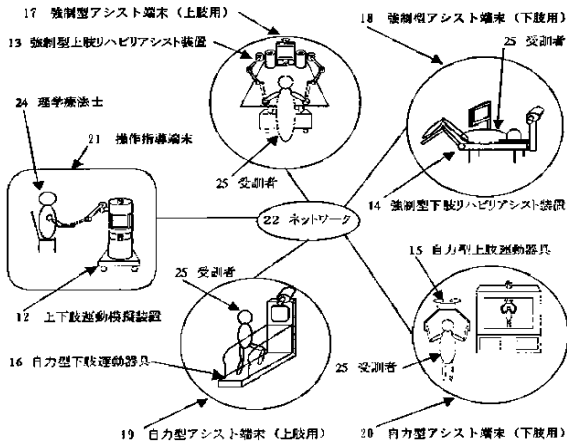 17 強制型アシスト端末（上肢用）
13 強制型上肢リハビリアシスト装置
18 強制型アシスト端末（下肢用）
25 受訓者
24 理学療法士
21 操作指導端末
25 受訓者
14 強制型下肢リハビリアシスト装置
22 ネットワーク
15 自力型上肢運動器具
25 受訓者
12 上下肢運動模擬装置
16 自力型下肢運動器具
25 受訓者
19 自力型アシスト端末（上肢用）
20 自力型アシスト端末（下肢用）